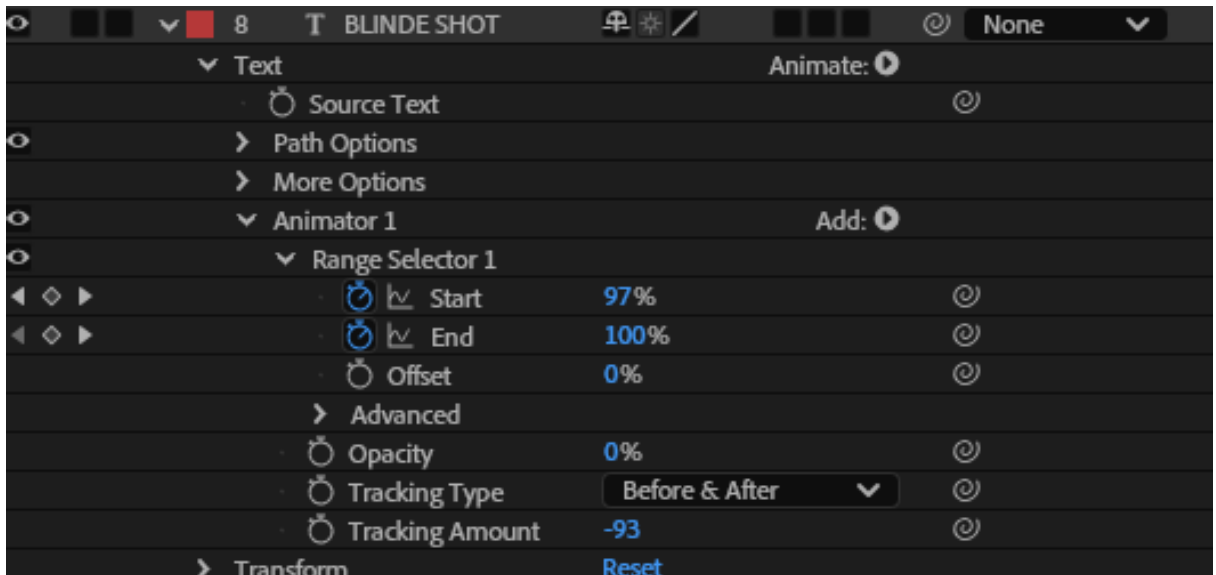 8 T BLINDE SHOT None
Text Animate:
Source Text
Path Options
More Options
Animator 1 Add:
Range Selector 1
Start 97%
End 100%
Offset 0%
Advanced
Opacity 0%
Tracking Type Before & After
Tracking Amount -93
Transform Reset